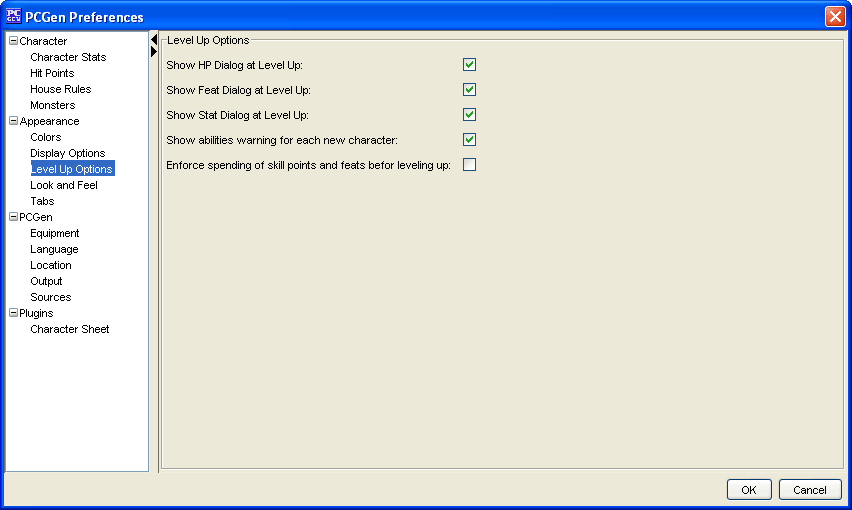 PCGen Preferences
Character
Character Stats
Hit Points
House Rules
Monsters
Appearance
Colors
Display Options
Level Up Options
Look and Feel
Tabs
PCGen
Equipment
Language
Location
Output
Sources
Plugins
Character Sheet
Level Up Options
Show HP Dialog at Level Up:
Show Feat Dialog at Level Up:
Show Stat Dialog at Level Up:
Show abilities warning for each new character:
Enforce spending of skill points and feats befor leveling up:
OK
Cancel